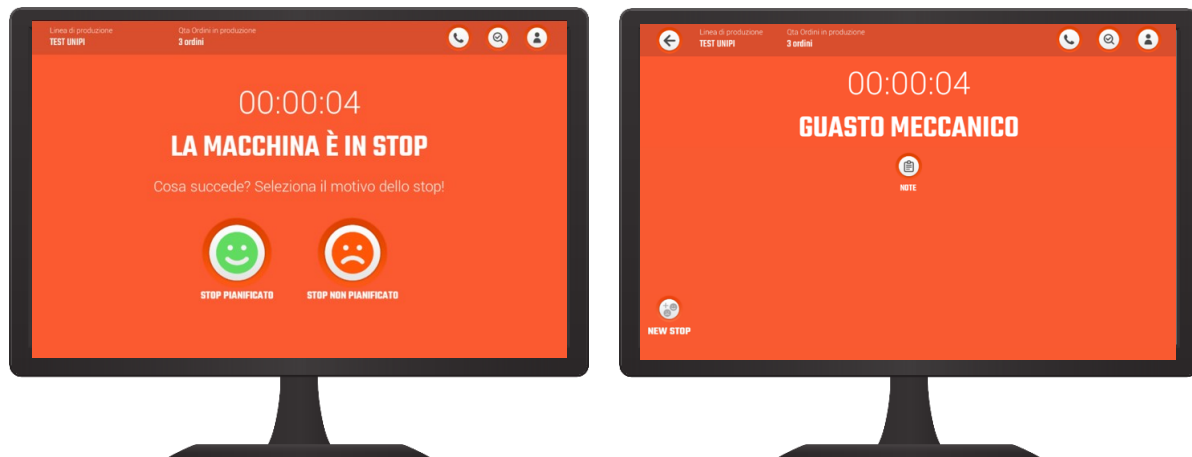 Linea di produzione
TEST UNIPI
Qta Ordini in produzione
3 ordini
00:00:04
LA MACCHINA È IN STOP
Cosa succede? Seleziona il motivo dello stop!
STOP PIANIFICATO
STOP NON PIANIFICATO
Linea di produzione
TEST UNIPI
Qta Ordini in produzione
3 ordini
00:00:04
GUASTO MECCANICO
NOTE
NEW STOP